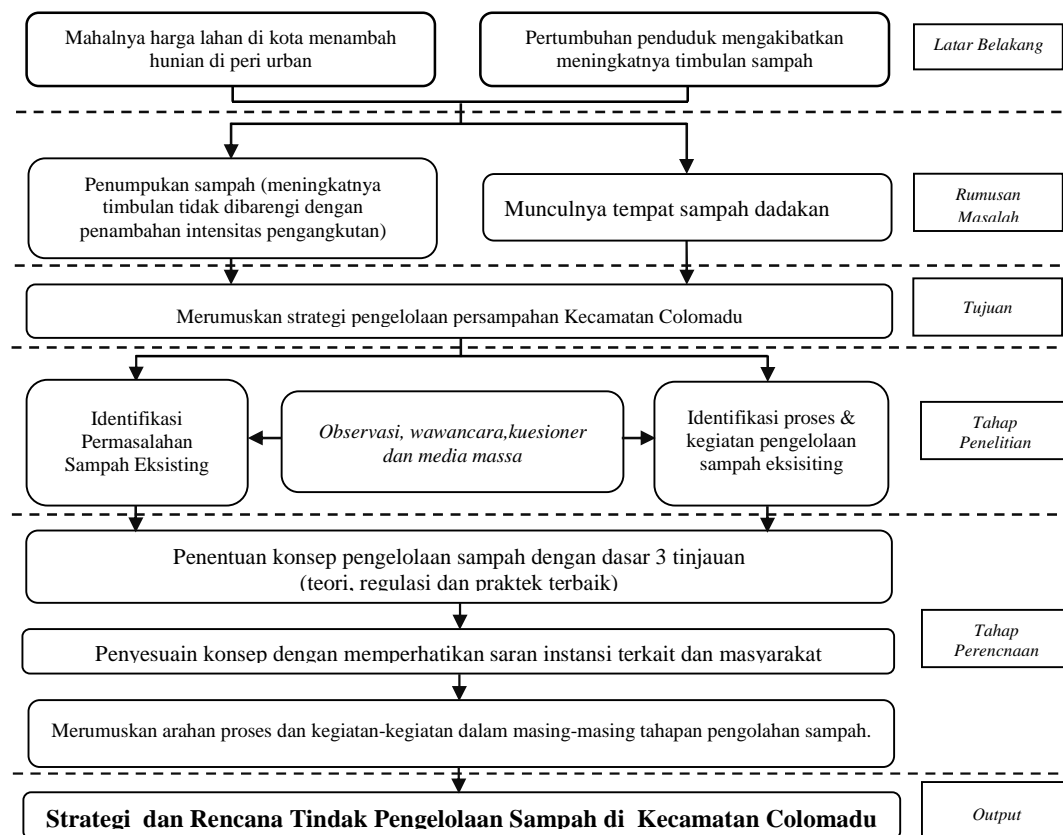 Mahalnya harga lahan di kota menambah
hunian di peri urban
Pertumbuhan penduduk mengakibatkan
meningkatnya timbulan sampah
Latar Belakang
Penumpukan sampah (meningkatnya
timbulan tidak dibarengi dengan
penambahan intensitas pengangkutan)
Munculnya tempat sampah dadakan
Rumusan
Masalah
Merumuskan strategi pengelolaan persampahan Kecamatan Colomadu
Tujuan
Identifikasi
Permasalahan
Sampah Eksisting
Observasi, wawancara,kuesioner
dan media massa
Identifikasi proses &
kegiatan pengelolaan
sampah eksisiting
Tahap
Penelitian
Penentuan konsep pengelolaan sampah dengan dasar 3 tinjauan
(teori, regulasi dan praktek terbaik)
Penyesuain konsep dengan memperhatikan saran instansi terkait dan masyarakat
Tahap
Perencnaan
Merumuskan arahan proses dan kegiatan-kegiatan dalam masing-masing tahapan pengolahan sampah.
Strategi dan Rencana Tindak Pengelolaan Sampah di Kecamatan Colomadu
Output